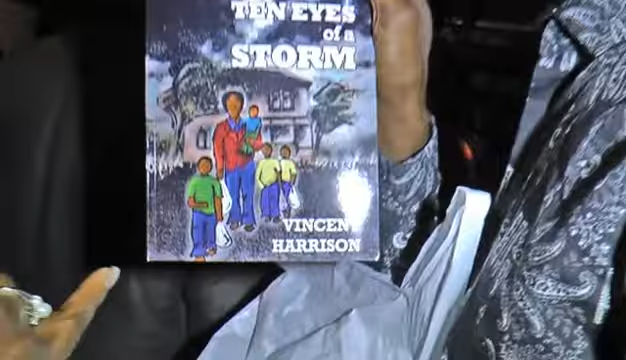 TEN EYES
of a
STORM
VINCENT
HARRISON